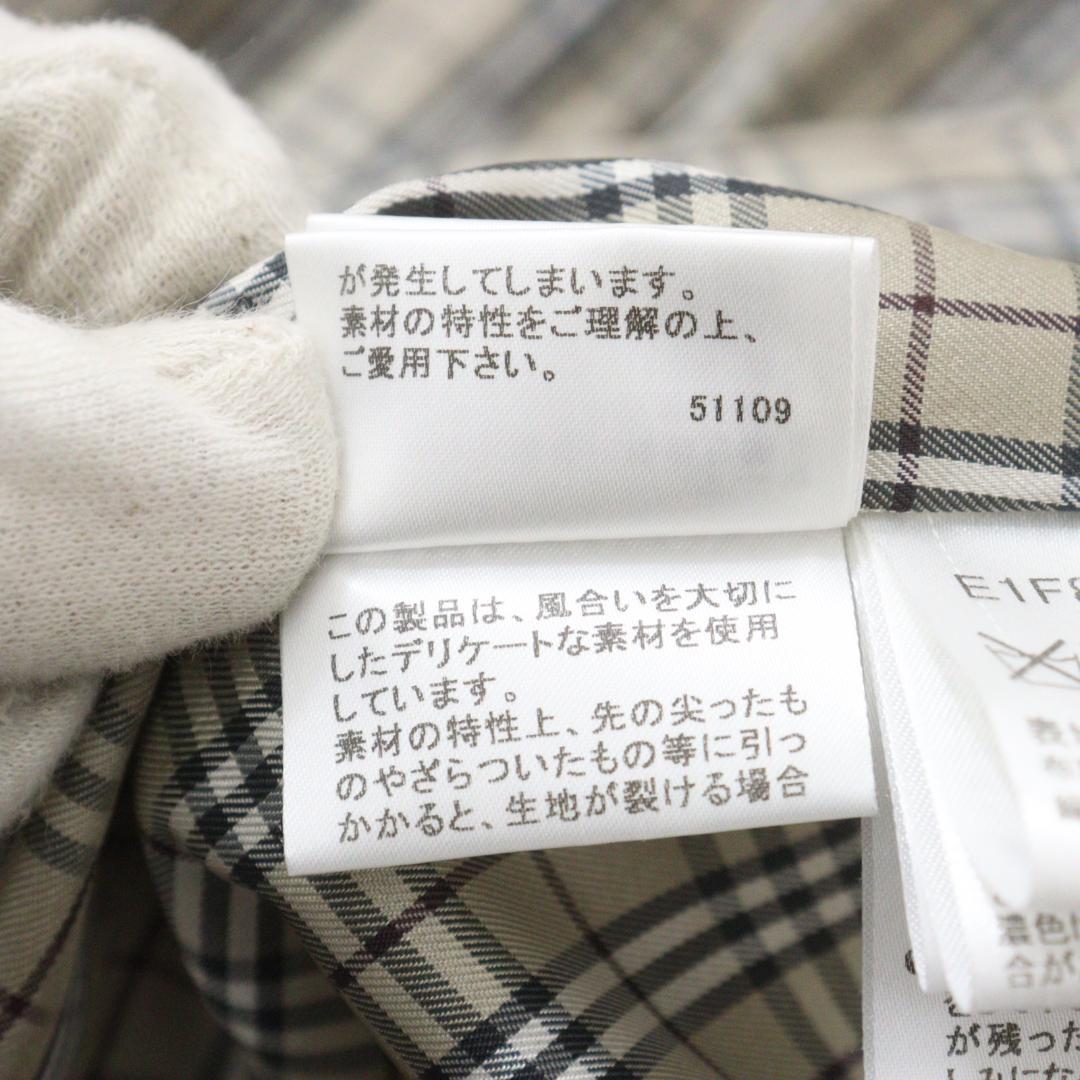 が発生してしまいます。
素材の特性をご理解の上、
ご愛用下さい。
51109
この製品は、風合いを大切に
したデリケートな素材を使用
しています。
素材の特性上、先の尖ったも
のやざらついたもの等に引っ
かかると、生地が裂ける場合
E1F8
濃色
合が
が残った
しみにな